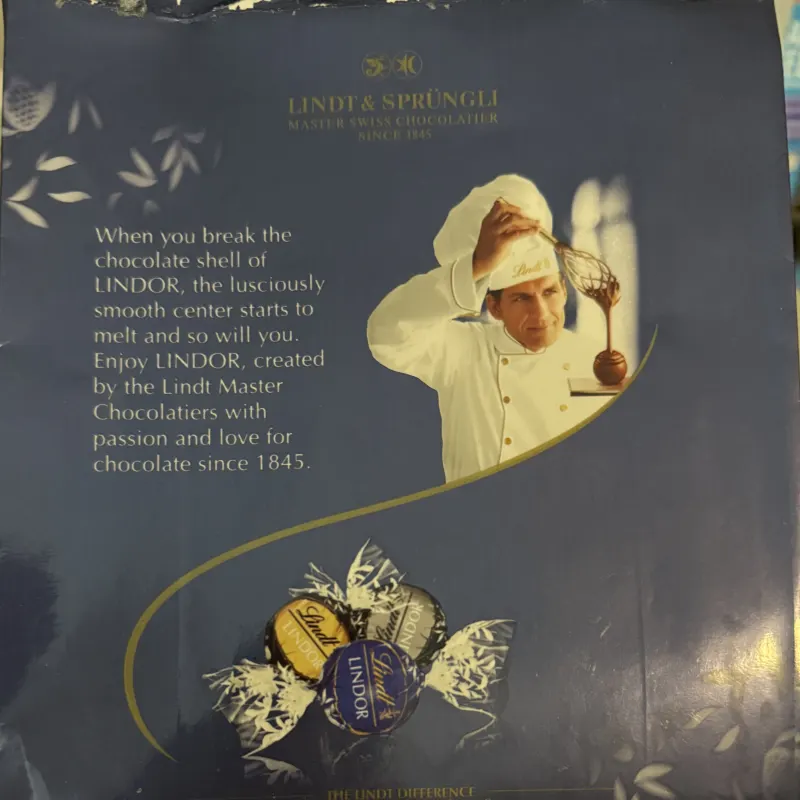 LINDT & SPRÜNGLI
MASTER SWISS CHOCOLATIER
SINCE 1845
When you break the
chocolate shell of
LINDOR, the lusciously
smooth center starts to
melt and so will you.
Enjoy LINDOR, created
by the Lindt Master
Chocolatiers with
passion and love for
chocolate since 1845.
Lindt
Lindt
LINDOR
Lindt
LINDOR
Lindt
LINDOR
THE LINDT DIFFERENCE